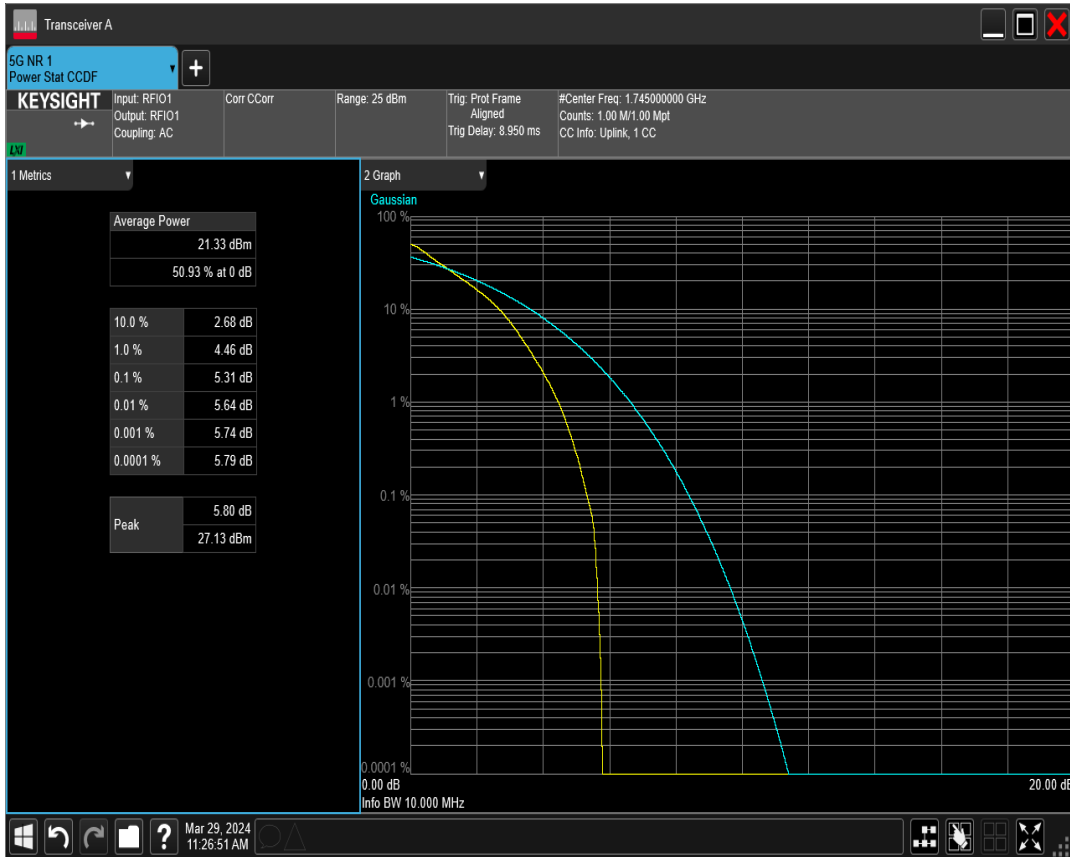 Transceiver A
5G NR 1
Power Stat CCDF
KEYSIGHT
LXI
Input: RFIO1
Output: RFIO1
Coupling: AC
Corr CCorr
Range: 25 dBm
Trig: Prot Frame
Aligned
Trig Delay: 8.950 ms
#Center Freq: 1.745000000 GHz
Counts: 1.00 M/1.00 Mpt
CC Info: Uplink, 1 CC
1 Metrics
Average Power
21.33 dBm
50.93 % at 0 dB
10.0 % 2.68 dB
1.0 % 4.46 dB
0.1 % 5.31 dB
0.01 % 5.64 dB
0.001 % 5.74 dB
0.0001 % 5.79 dB
Peak 5.80 dB
27.13 dBm
2 Graph
Gaussian
100 %
10 %
1 %
0.1 %
0.01 %
0.001 %
0.0001 %
0.00 dB 20.00 dB
Info BW 10.000 MHz
?
Mar 29, 2024
11:26:51 AM